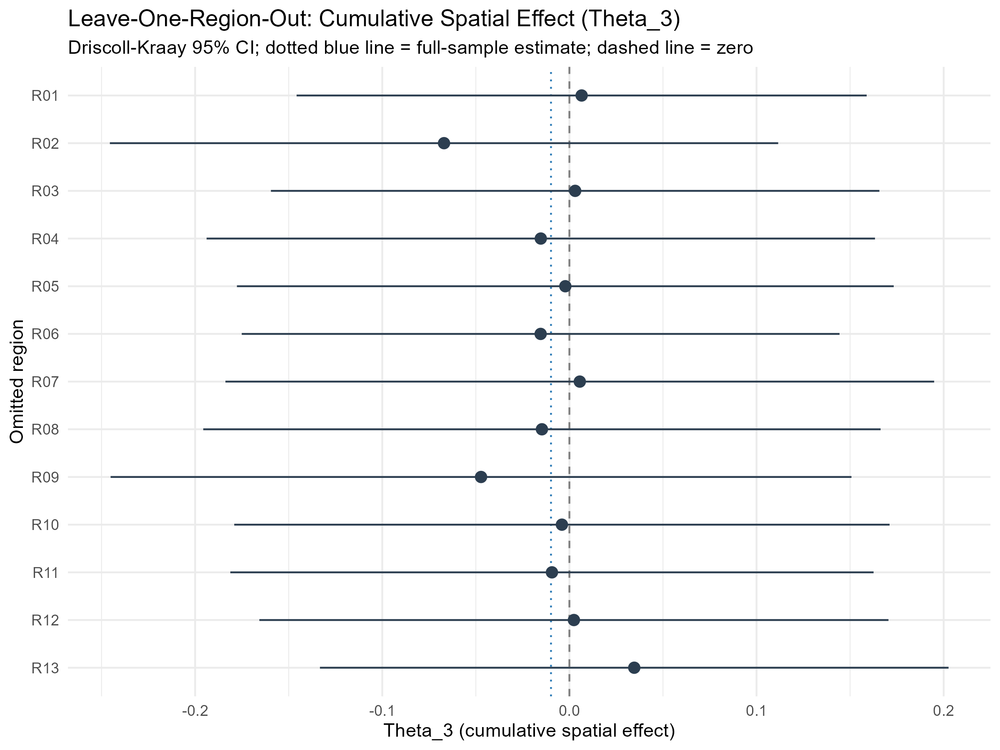 Leave-One-Region-Out: Cumulative Spatial Effect (Theta_3)
Driscoll-Kraay 95% CI; dotted blue line = full-sample estimate; dashed line = zero
Omitted region
R01
R02
R03
R04
R05
R06
R07
R08
R09
R10
R11
R12
R13
-0.2 -0.1 0.0 0.1 0.2
Theta_3 (cumulative spatial effect)